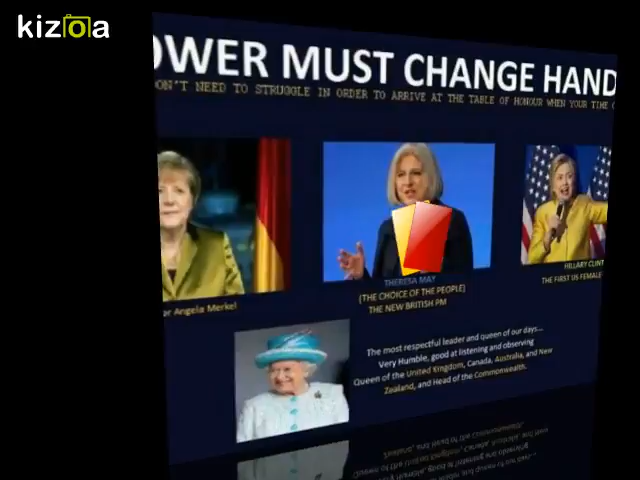 kizoa
OWER MUST CHANGE HAND
ON'T NEED TO STRUGGLE IN ORDER TO ARRIVE AT THE TABLE OF HONOUR WHEN YOUR TIME
or Angela Merkel
THERESA MAY
(THE CHOICE OF THE PEOPLE)
THE NEW BRITISH PM
HILLARY CLINT
THE FIRST US FEMALE
The most respectful leader and queen of our days...
Very Humble, good at listening and observing
Queen of the United Kingdom, Canada, Australia, and New
Zealand, and Head of the Commonwealth.